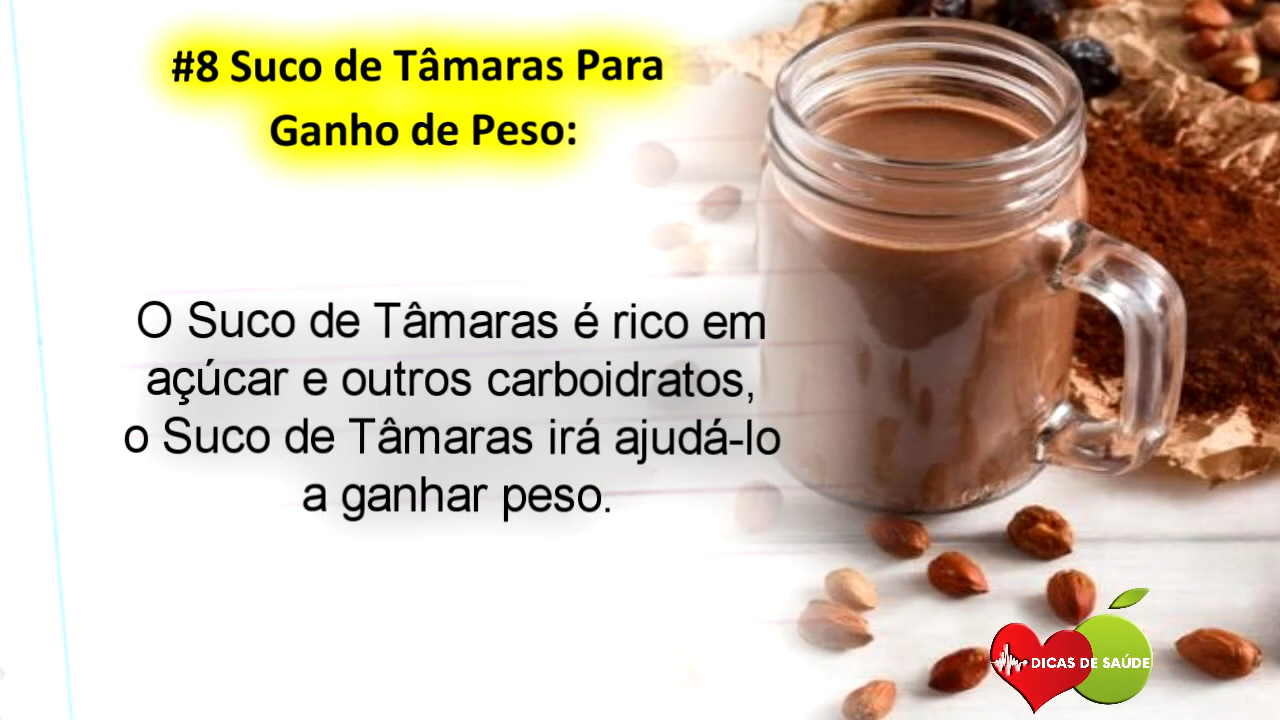 #8 Suco de Tâmaras Para
Ganho de Peso:
O Suco de Tâmaras é rico em
açúcar e outros carboidratos,
o Suco de Tâmaras irá ajudá-lo
a ganhar peso.
DICAS DE SAÚDE